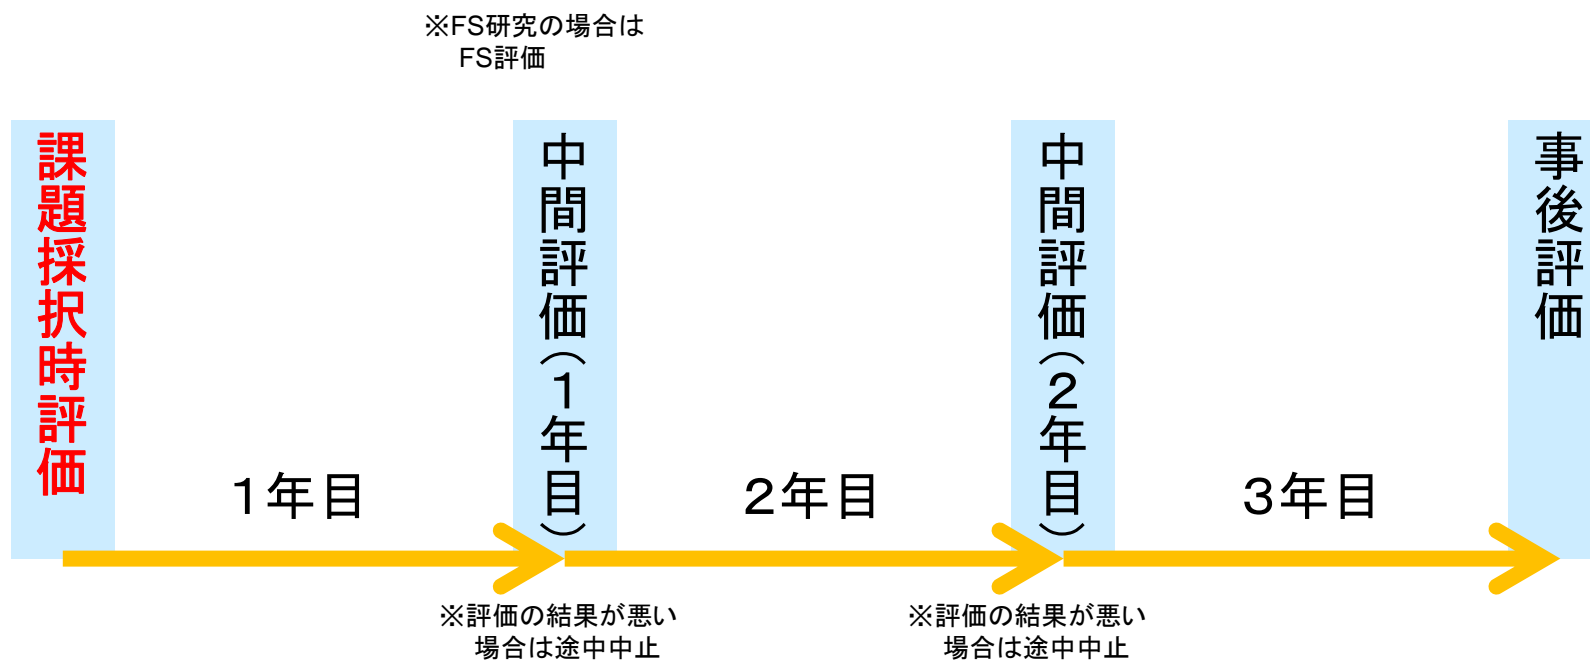 ※FS研究の場合は
FS評価
課題採択時評価
中間評価(1年目)
中間評価(2年目)
事後評価
1年目
2年目
3年目
※評価の結果が悪い
場合は途中中止
※評価の結果が悪い
場合は途中中止